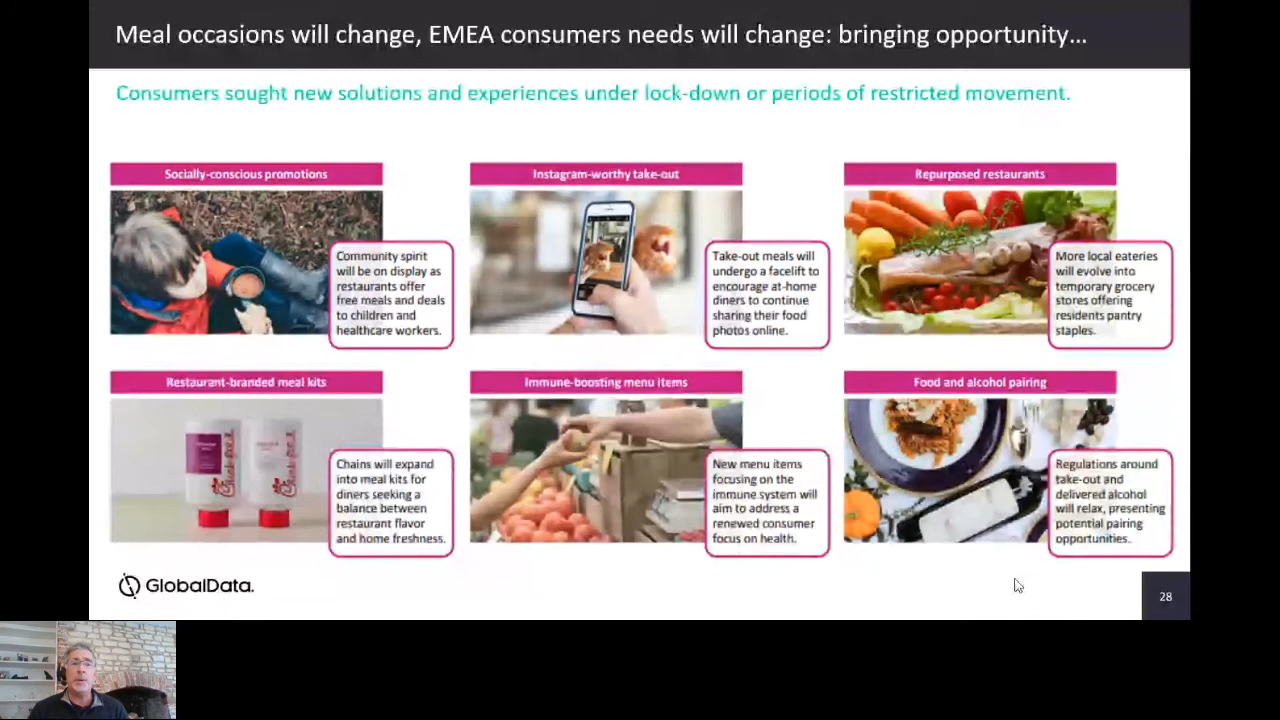 Meal occasions will change, EMEA consumers needs will change: bringing opportunity…
Consumers sought new solutions and experiences under lock-down or periods of restricted movement.
Socially-conscious promotions
Community spirit
will be on display as
restaurants offer
free meals and deals
to children and
healthcare workers.
Instagram-worthy take-out
Take-out meals will
undergo a facelift to
encourage at-home
diners to continue
sharing their food
photos online.
Repurposed restaurants
More local eateries
will evolve into
temporary grocery
stores offering
residents pantry
staples.
Restaurant-branded meal kits
Chains will expand
into meal kits for
diners seeking a
balance between
restaurant flavor
and home freshness.
Immune-boosting menu items
New menu items
focusing on the
immune system will
aim to address a
renewed consumer
focus on health.
Food and alcohol pairing
Regulations around
take-out and
delivered alcohol
will relax, presenting
potential pairing
opportunities.
GlobalData.
28